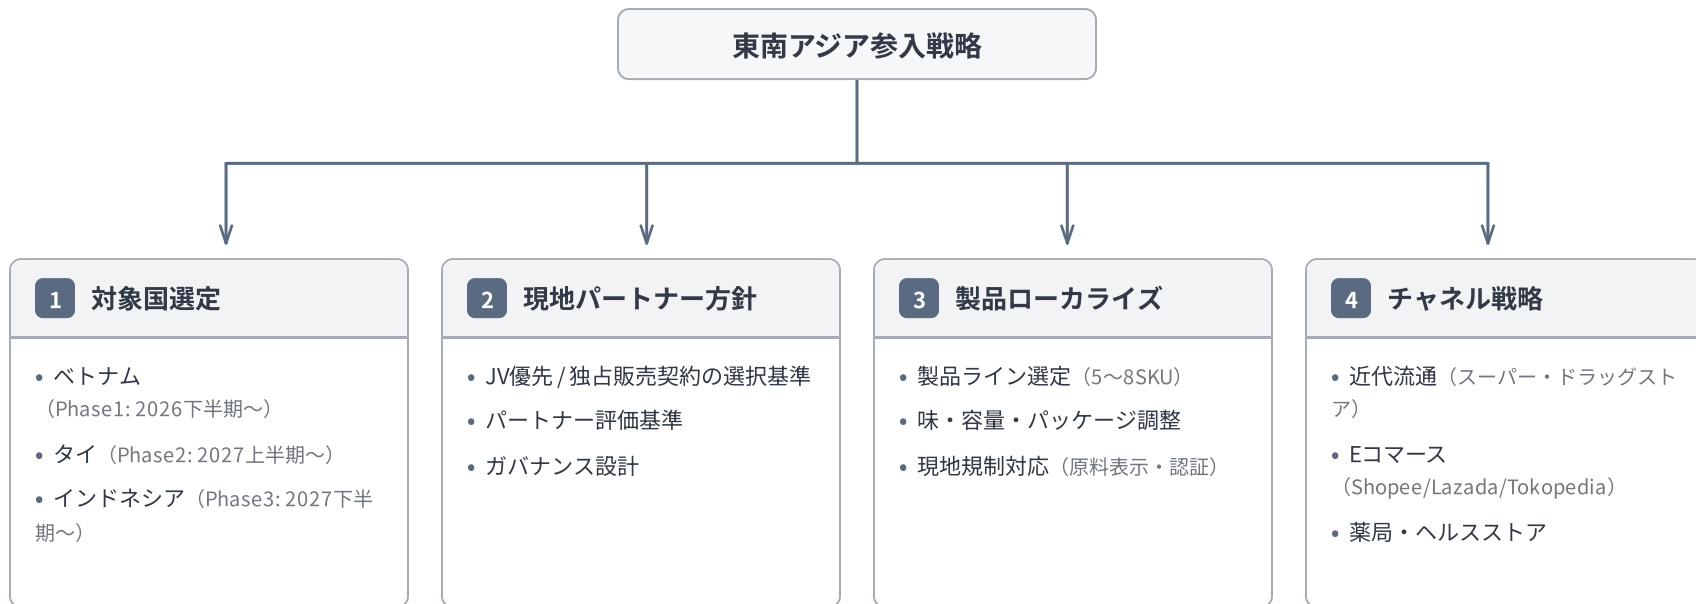 東南アジア参入戦略
1 対象国選定
• ベトナム
（Phase1: 2026下半期〜）
• タイ（Phase2: 2027上半期〜）
• インドネシア（Phase3: 2027下半
期〜）
2 現地パートナー方針
• JV優先 / 独占販売契約の選択基準
• パートナー評価基準
• ガバナンス設計
3 製品ローカライズ
• 製品ライン選定（5〜8SKU）
• 味・容量・パッケージ調整
• 現地規制対応（原料表示・認証）
4 チャネル戦略
• 近代流通（スーパー・ドラッグスト
ア）
• Eコマース
（Shopee/Lazada/Tokopedia）
• 薬局・ヘルスストア